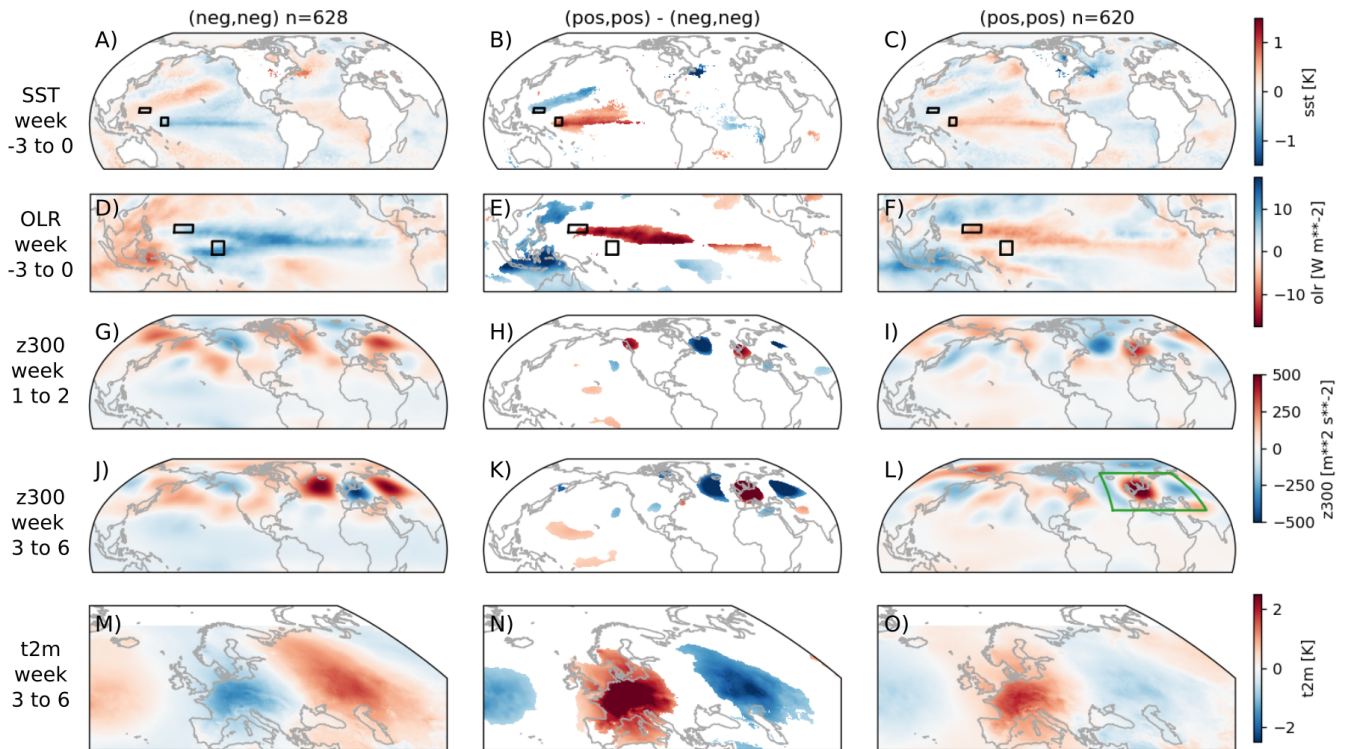 (neg,neg) n=628
(pos,pos) - (neg,neg)
(pos,pos) n=620
SST
week
-3 to 0
A)
B)
C)
1
0
−1
sst [K]
OLR
week
-3 to 0
D)
E)
F)
10
0
−10
olr [W m**-2]
z300
week
1 to 2
G)
H)
I)
z300
week
3 to 6
J)
K)
L)
500
250
0
−250
−500
z300 [m**2 s**-2]
t2m
week
3 to 6
M)
N)
O)
2
0
−2
t2m [K]